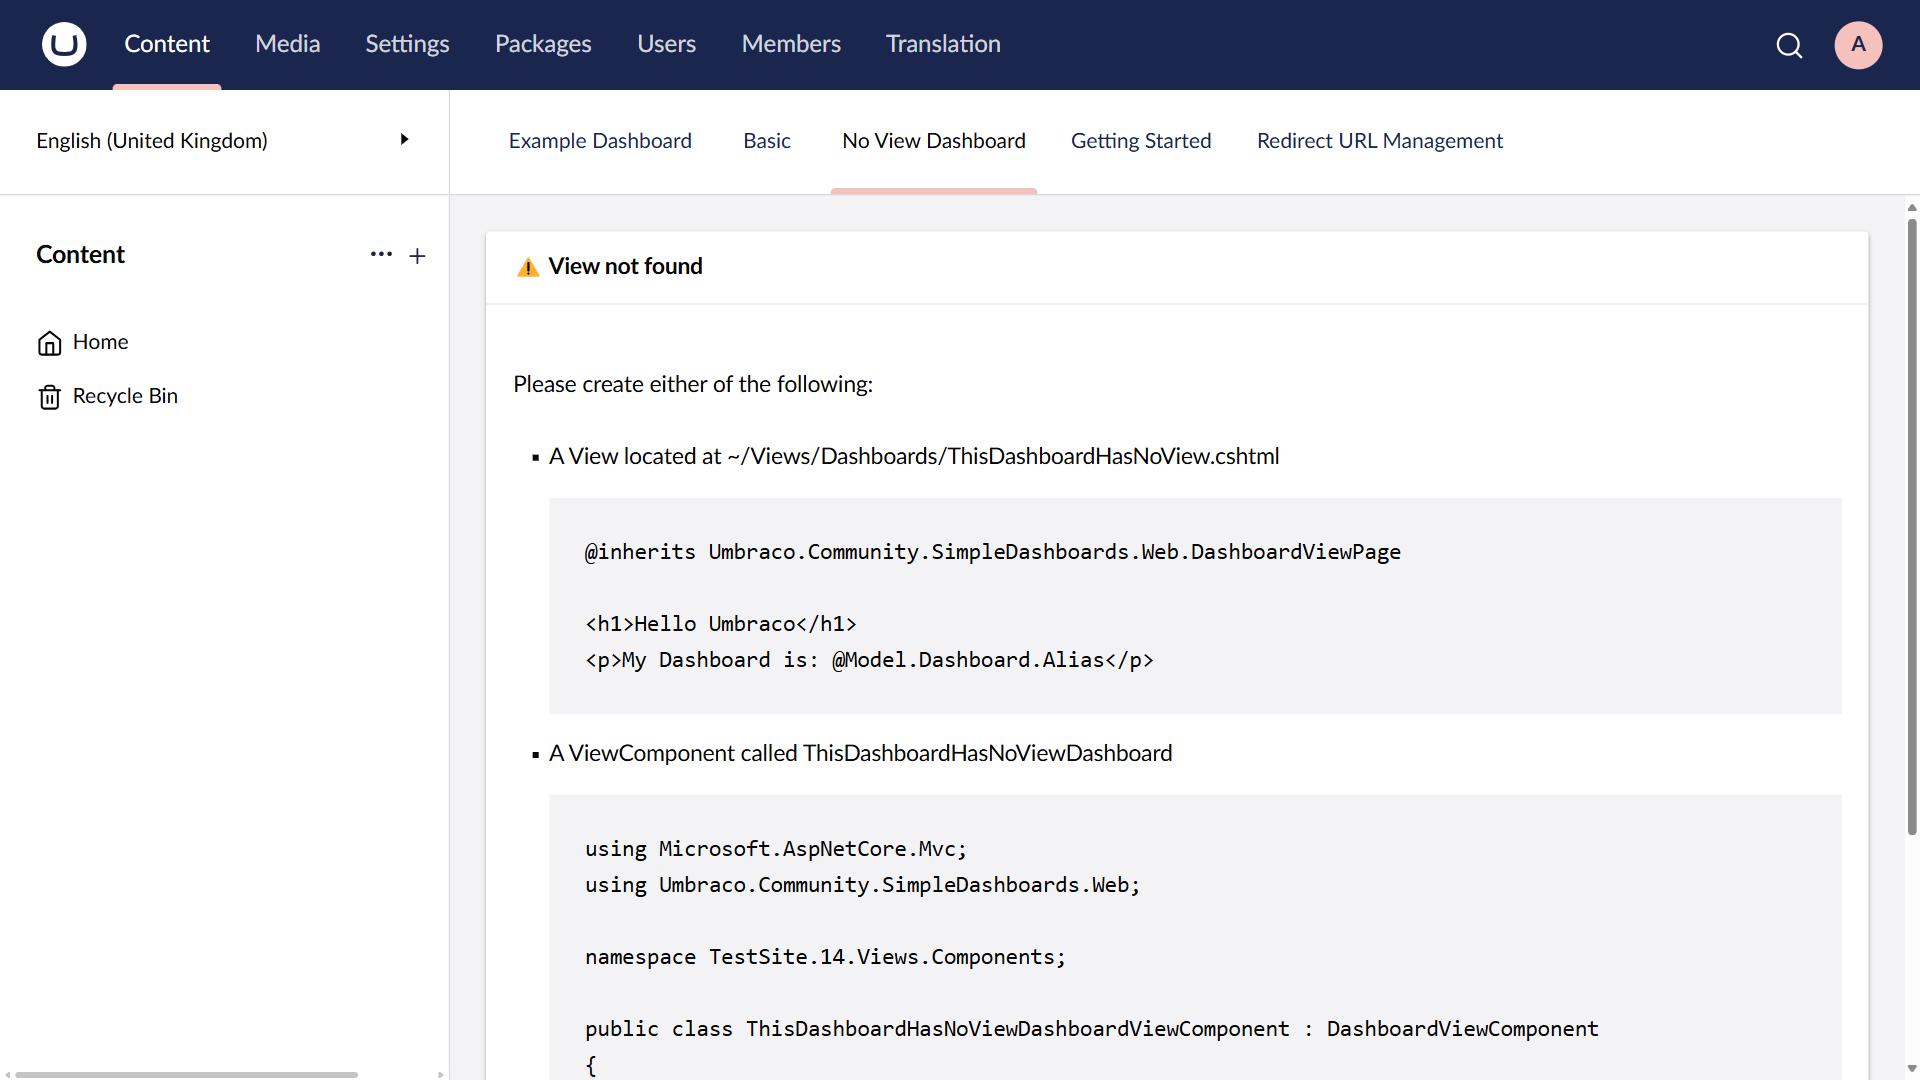 Content Media Settings Packages Users Members Translation A
English (United Kingdom)
Example Dashboard Basic No View Dashboard Getting Started Redirect URL Management
Content
Home
Recycle Bin
View not found
Please create either of the following:
A View located at ~/Views/Dashboards/ThisDashboardHasNoView.cshtml
@inherits Umbraco.Community.SimpleDashboards.Web.DashboardViewPage
<h1>Hello Umbraco</h1>
<p>My Dashboard is: @Model.Dashboard.Alias</p>
A ViewComponent called ThisDashboardHasNoViewDashboard
using Microsoft.AspNetCore.Mvc;
using Umbraco.Community.SimpleDashboards.Web;
namespace TestSite.14.Views.Components;
public class ThisDashboardHasNoViewDashboardViewComponent : DashboardViewComponent
{